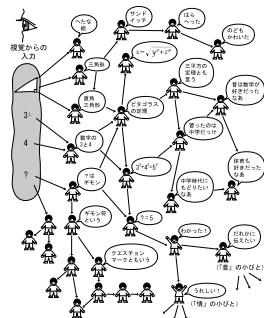 視覚からの
入力
へたな
絵
サンド
イッチ
はら
へった
のども
かわいた
三角形
直角
三角形
ピタゴラス
の定理
三平方の
定理とも
言う
昔は数学が
好きだった
なあ
3
4
?
数字の
3と4
習ったのは
中学だっけ
体育も
好きだった
なあ
?は
ギモン
中学時代に
もどりたい
なあ
ギモン符
という
?=5
わかった!
だれかに
伝えたい
クエスチョン
マークともいう
(「意」の小びと)
うれしい!
(「情」の小びと)